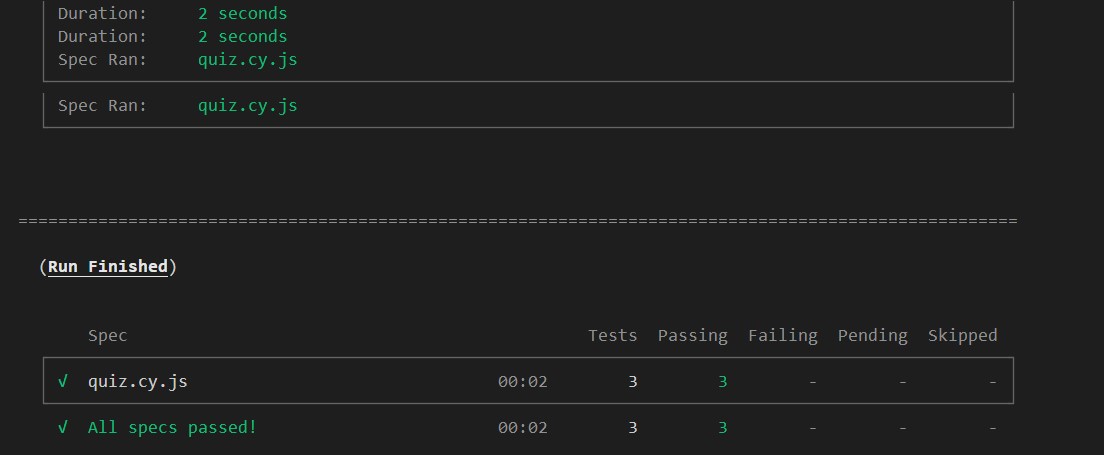 Duration: 2 seconds
Duration: 2 seconds
Spec Ran: quiz.cy.js
Spec Ran: quiz.cy.js
====================================================================================================
(Run Finished)
Spec Tests Passing Failing Pending Skipped
√ quiz.cy.js 00:02 3 3 - - -
√ All specs passed! 00:02 3 3 - - -